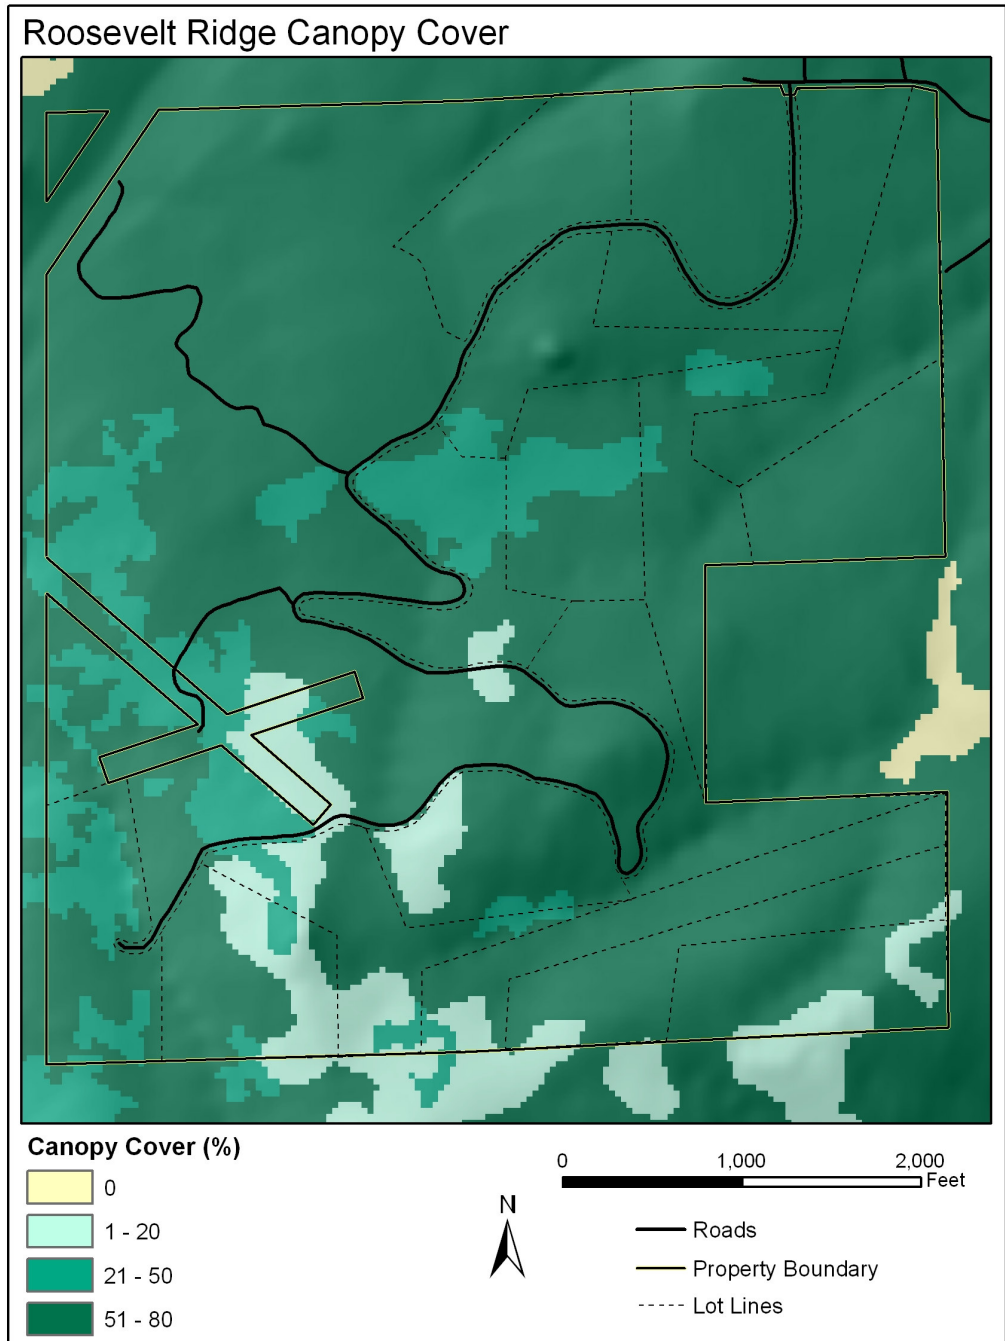 Roosevelt Ridge Canopy Cover
Canopy Cover (%)
0
1 - 20
21 - 50
51 - 80
N
0 1,000 2,000
Feet
Roads
Property Boundary
Lot Lines